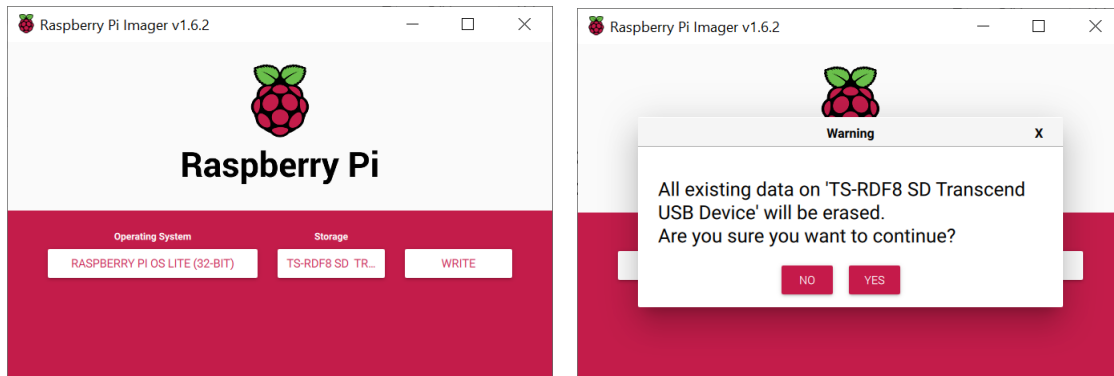 Raspberry Pi Imager v1.6.2
Raspberry Pi
Operating System
Storage
RASPBERRY PI OS LITE (32-BIT)
TS-RDF8 SD TR...
WRITE
Raspberry Pi Imager v1.6.2
Warning
X
All existing data on 'TS-RDF8 SD Transcend
USB Device' will be erased.
Are you sure you want to continue?
NO
YES